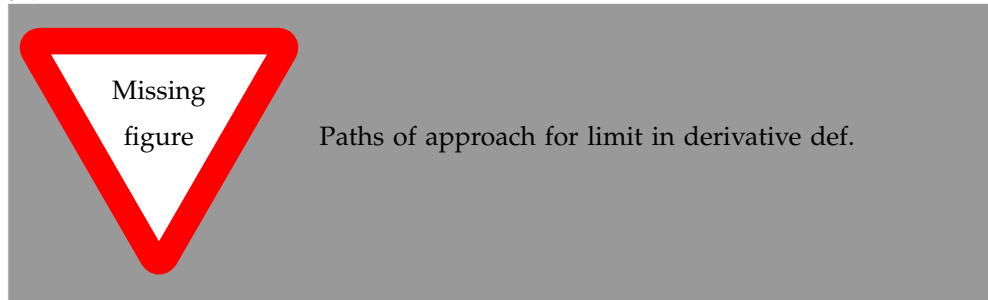 Missing
figure
Paths of approach for limit in derivative def.